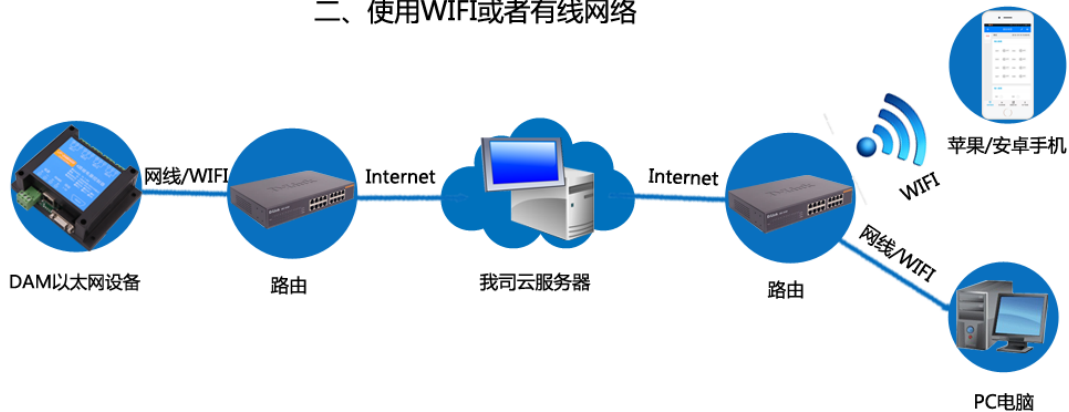 二、使用WIFI或者有线网络
网线/WIFI
Internet
Internet
WIFI
苹果/安卓手机
网线/WIFI
DAM以太网设备
路由
我司云服务器
路由
PC电脑